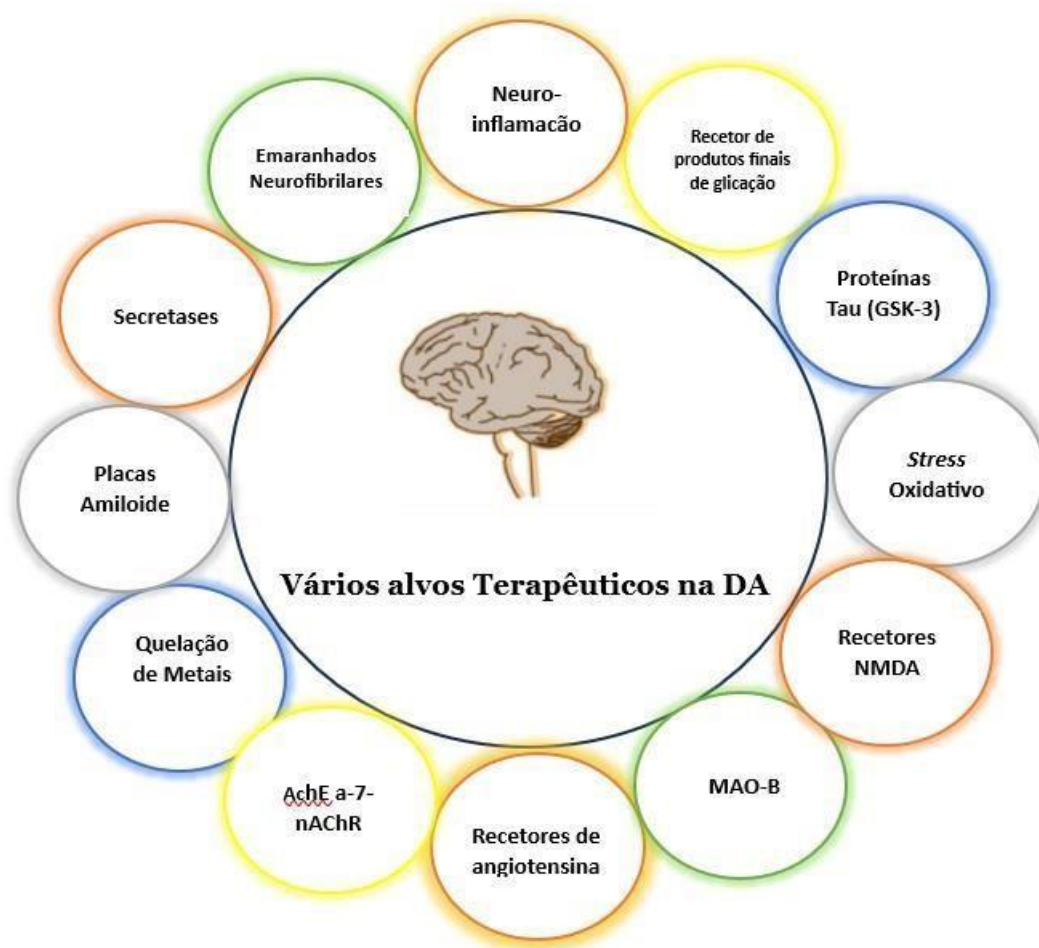 Neuro-
inflamacão
Recetor de
produtos finais
de glicação
Proteínas
Tau (GSK-3)
Stress
Oxidativo
Recetores
NMDA
MAO-B
Recetores de
angiotensina
AchE a-7-
nAChR
Quelação
de Metais
Placas
Amiloide
Secretases
Emaranhados
Neurofibrilares
Vários alvos Terapêuticos na DA